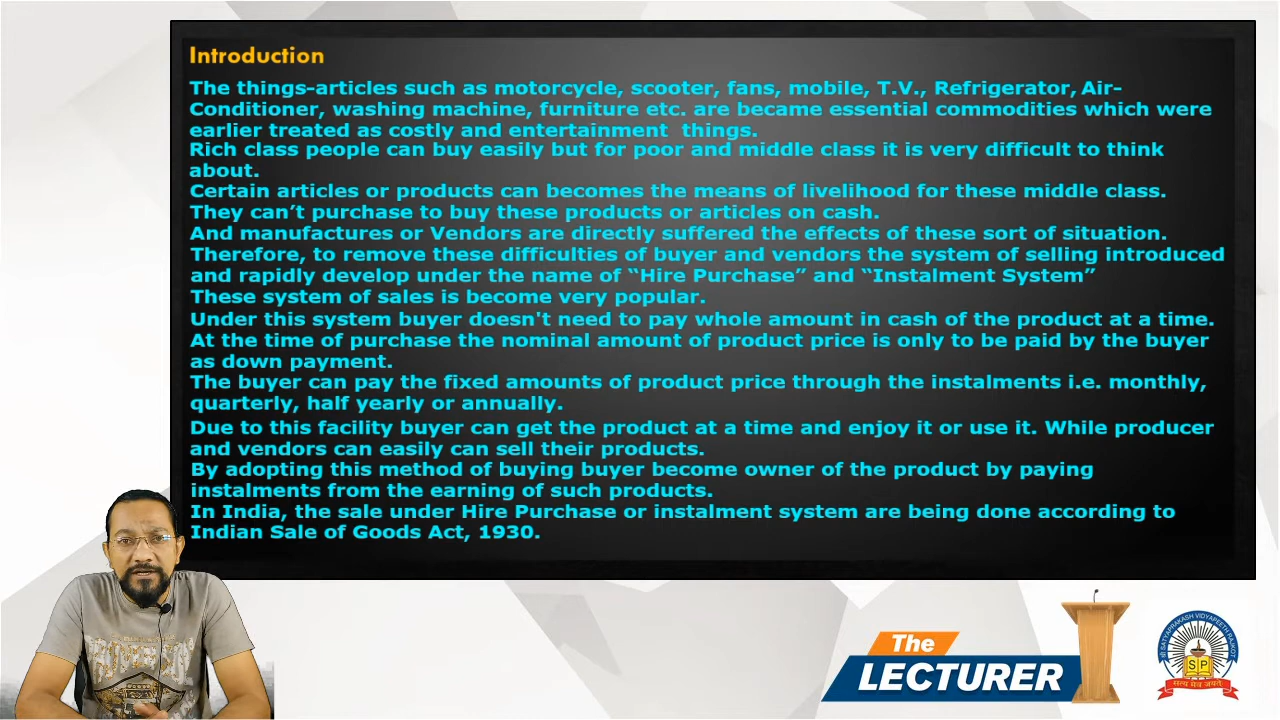 Introduction
The things-articles such as motorcycle, scooter, fans, mobile, T.V., Refrigerator, Air-
Conditioner, washing machine, furniture etc. are became essential commodities which were
earlier treated as costly and entertainment things.
Rich class people can buy easily but for poor and middle class it is very difficult to think
about.
Certain articles or products can becomes the means of livelihood for these middle class.
They can't purchase to buy these products or articles on cash.
And manufactures or Vendors are directly suffered the effects of these sort of situation.
Therefore, to remove these difficulties of buyer and vendors the system of selling introduced
and rapidly develop under the name of “Hire Purchase” and “Instalment System”
These system of sales is become very popular.
Under this system buyer doesn't need to pay whole amount in cash of the product at a time.
At the time of purchase the nominal amount of product price is only to be paid by the buyer
as down payment.
The buyer can pay the fixed amounts of product price through the instalments i.e. monthly,
quarterly, half yearly or annually.
Due to this facility buyer can get the product at a time and enjoy it or use it. While producer
and vendors can easily can sell their products.
By adopting this method of buying buyer become owner of the product by paying
instalments from the earning of such products.
In India, the sale under Hire Purchase or instalment system are being done according to
Indian Sale of Goods Act, 1930.
The
LECTURER
SATYAPRAKASH VIDYAPEETH RAJKOT
SP
सत्य मेव जयते